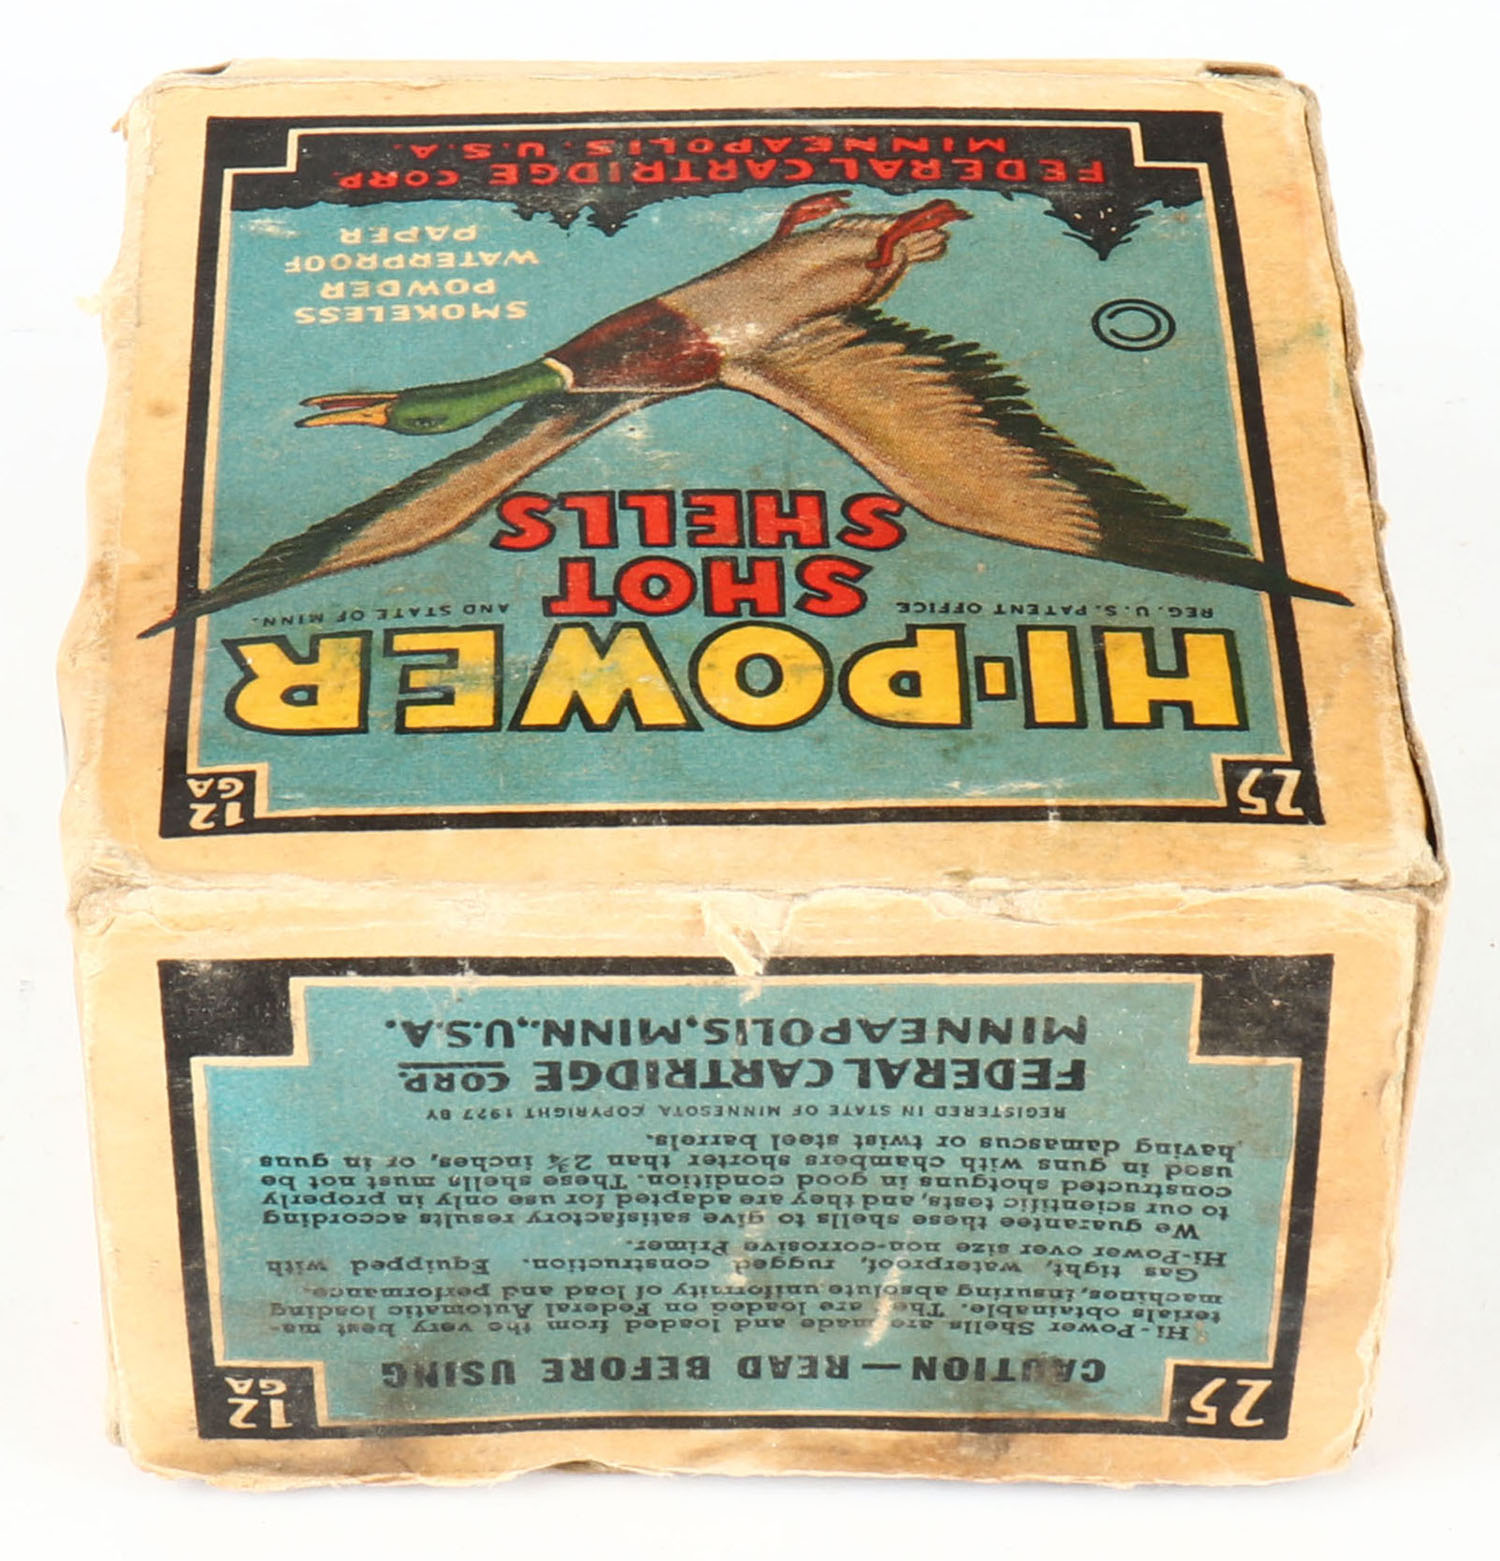 25
12
GA
HI-POWER
REG. U.S. PATENT OFFICE
AND STATE OF MINN.
SHOT
SHELLS
©
SMOKELESS
POWDER
WATERPROOF
PAPER
FEDERAL CARTRIDGE CORP.
MINNEAPOLIS. U.S.A.
25
12
GA
CAUTION — READ BEFORE USING
Hi-Power Shells are made and loaded from the very best ma-
terials obtainable. They are loaded on Federal Automatic loading
machines, insuring absolute uniformity of load and performance.
Gas tight, waterproof, rugged construction. Equipped with
Hi-Power over size non-corrosive Primer.
We guarantee these shells to give satisfactory results according
to our scientific tests, and they are adapted for use only in properly
constructed shotguns in good condition. These shells must not be
used in guns with chambers shorter than 2¾ inches, or in guns
having damascus or twist steel barrels.
REGISTERED IN STATE OF MINNESOTA COPYRIGHT 1927 BY
FEDERAL CARTRIDGE CORP.
MINNEAPOLIS, MINN., U.S.A.